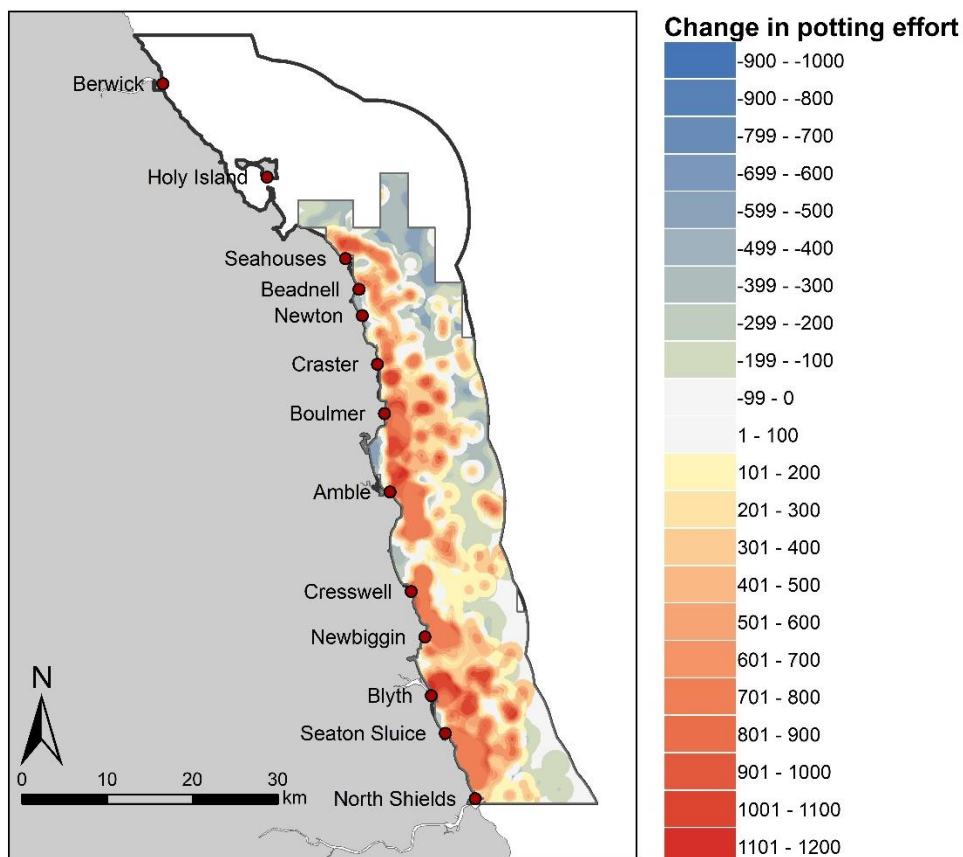 Berwick
Holy Island
Seahouses
Beadnell
Newton
Craster
Boulmer
Amble
Cresswell
Newbiggin
Blyth
Seaton Sluice
North Shields
N
0 10 20 30
km
Change in potting effort
-900 - -1000
-900 - -800
-799 - -700
-699 - -600
-599 - -500
-499 - -400
-399 - -300
-299 - -200
-199 - -100
-99 - 0
1 - 100
101 - 200
201 - 300
301 - 400
401 - 500
501 - 600
601 - 700
701 - 800
801 - 900
901 - 1000
1001 - 1100
1101 - 1200